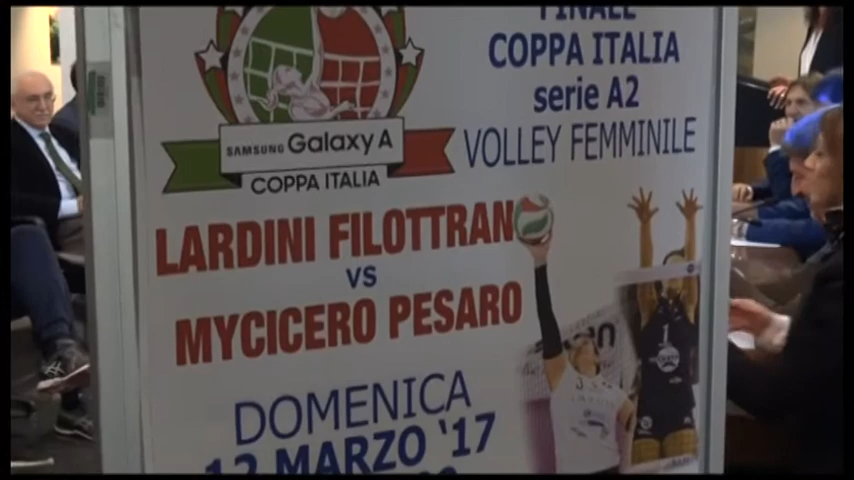 FINALE
COPPA ITALIA
serie A2
VOLLEY FEMMINILE
SAMSUNG Galaxy A
COPPA ITALIA
LARDINI FILOTTRAN
vs
MYCICERO PESARO
DOMENICA
12 MARZO '17